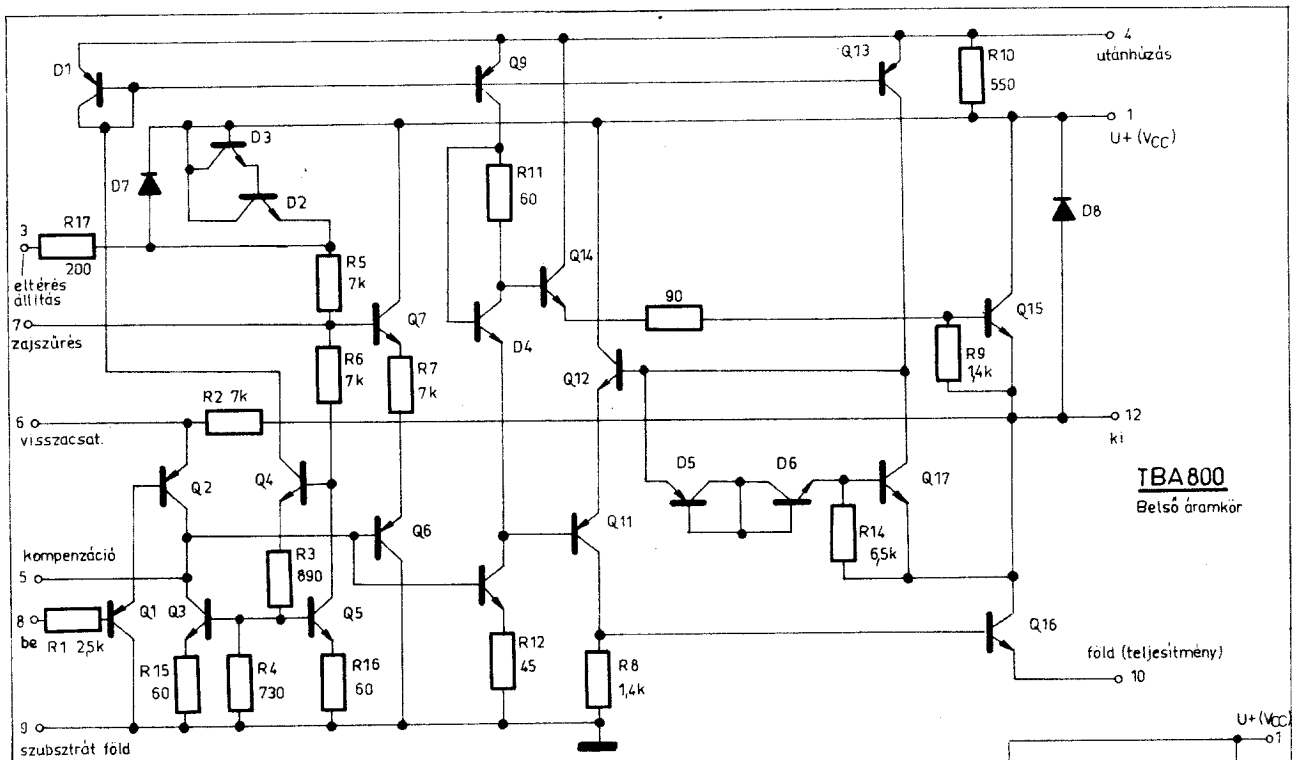 4
utánhúzás
D1
Q9
Q13
R10
550
1
U+(VCC)
D3
D7
D2
R11
60
D8
3
R17
200
eltérés
állítás
R5
7k
Q14
7
zajszűrés
Q7
D4
90
Q15
R6
7k
R7
7k
Q12
R9
1,4k
R2 7k
6
visszacsat.
12
ki
Q2
Q4
D5
D6
Q17
TBA800
Belső áramkör
Q11
R14
6,5k
kompenzáció
5
R3
890
Q6
8
be
R1 2,5k
Q1
Q3
Q5
Q16
R15
60
R4
730
R16
60
R12
45
R8
1,4k
föld (teljesítmény)
10
9
szubsztrát föld
U+(VCC)
1